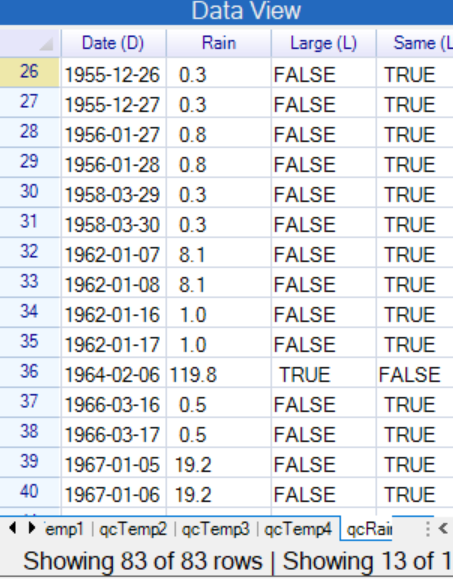 Data View
Date (D) Rain Large (L) Same (L
26 1955-12-26 0.3 FALSE TRUE
27 1955-12-27 0.3 FALSE TRUE
28 1956-01-27 0.8 FALSE TRUE
29 1956-01-28 0.8 FALSE TRUE
30 1958-03-29 0.3 FALSE TRUE
31 1958-03-30 0.3 FALSE TRUE
32 1962-01-07 8.1 FALSE TRUE
33 1962-01-08 8.1 FALSE TRUE
34 1962-01-16 1.0 FALSE TRUE
35 1962-01-17 1.0 FALSE TRUE
36 1964-02-06 119.8 TRUE FALSE
37 1966-03-16 0.5 FALSE TRUE
38 1966-03-17 0.5 FALSE TRUE
39 1967-01-05 19.2 FALSE TRUE
40 1967-01-06 19.2 FALSE TRUE
emp1 | qcTemp2 | qcTemp3 | qcTemp4 | qcRai
Showing 83 of 83 rows | Showing 13 of 1